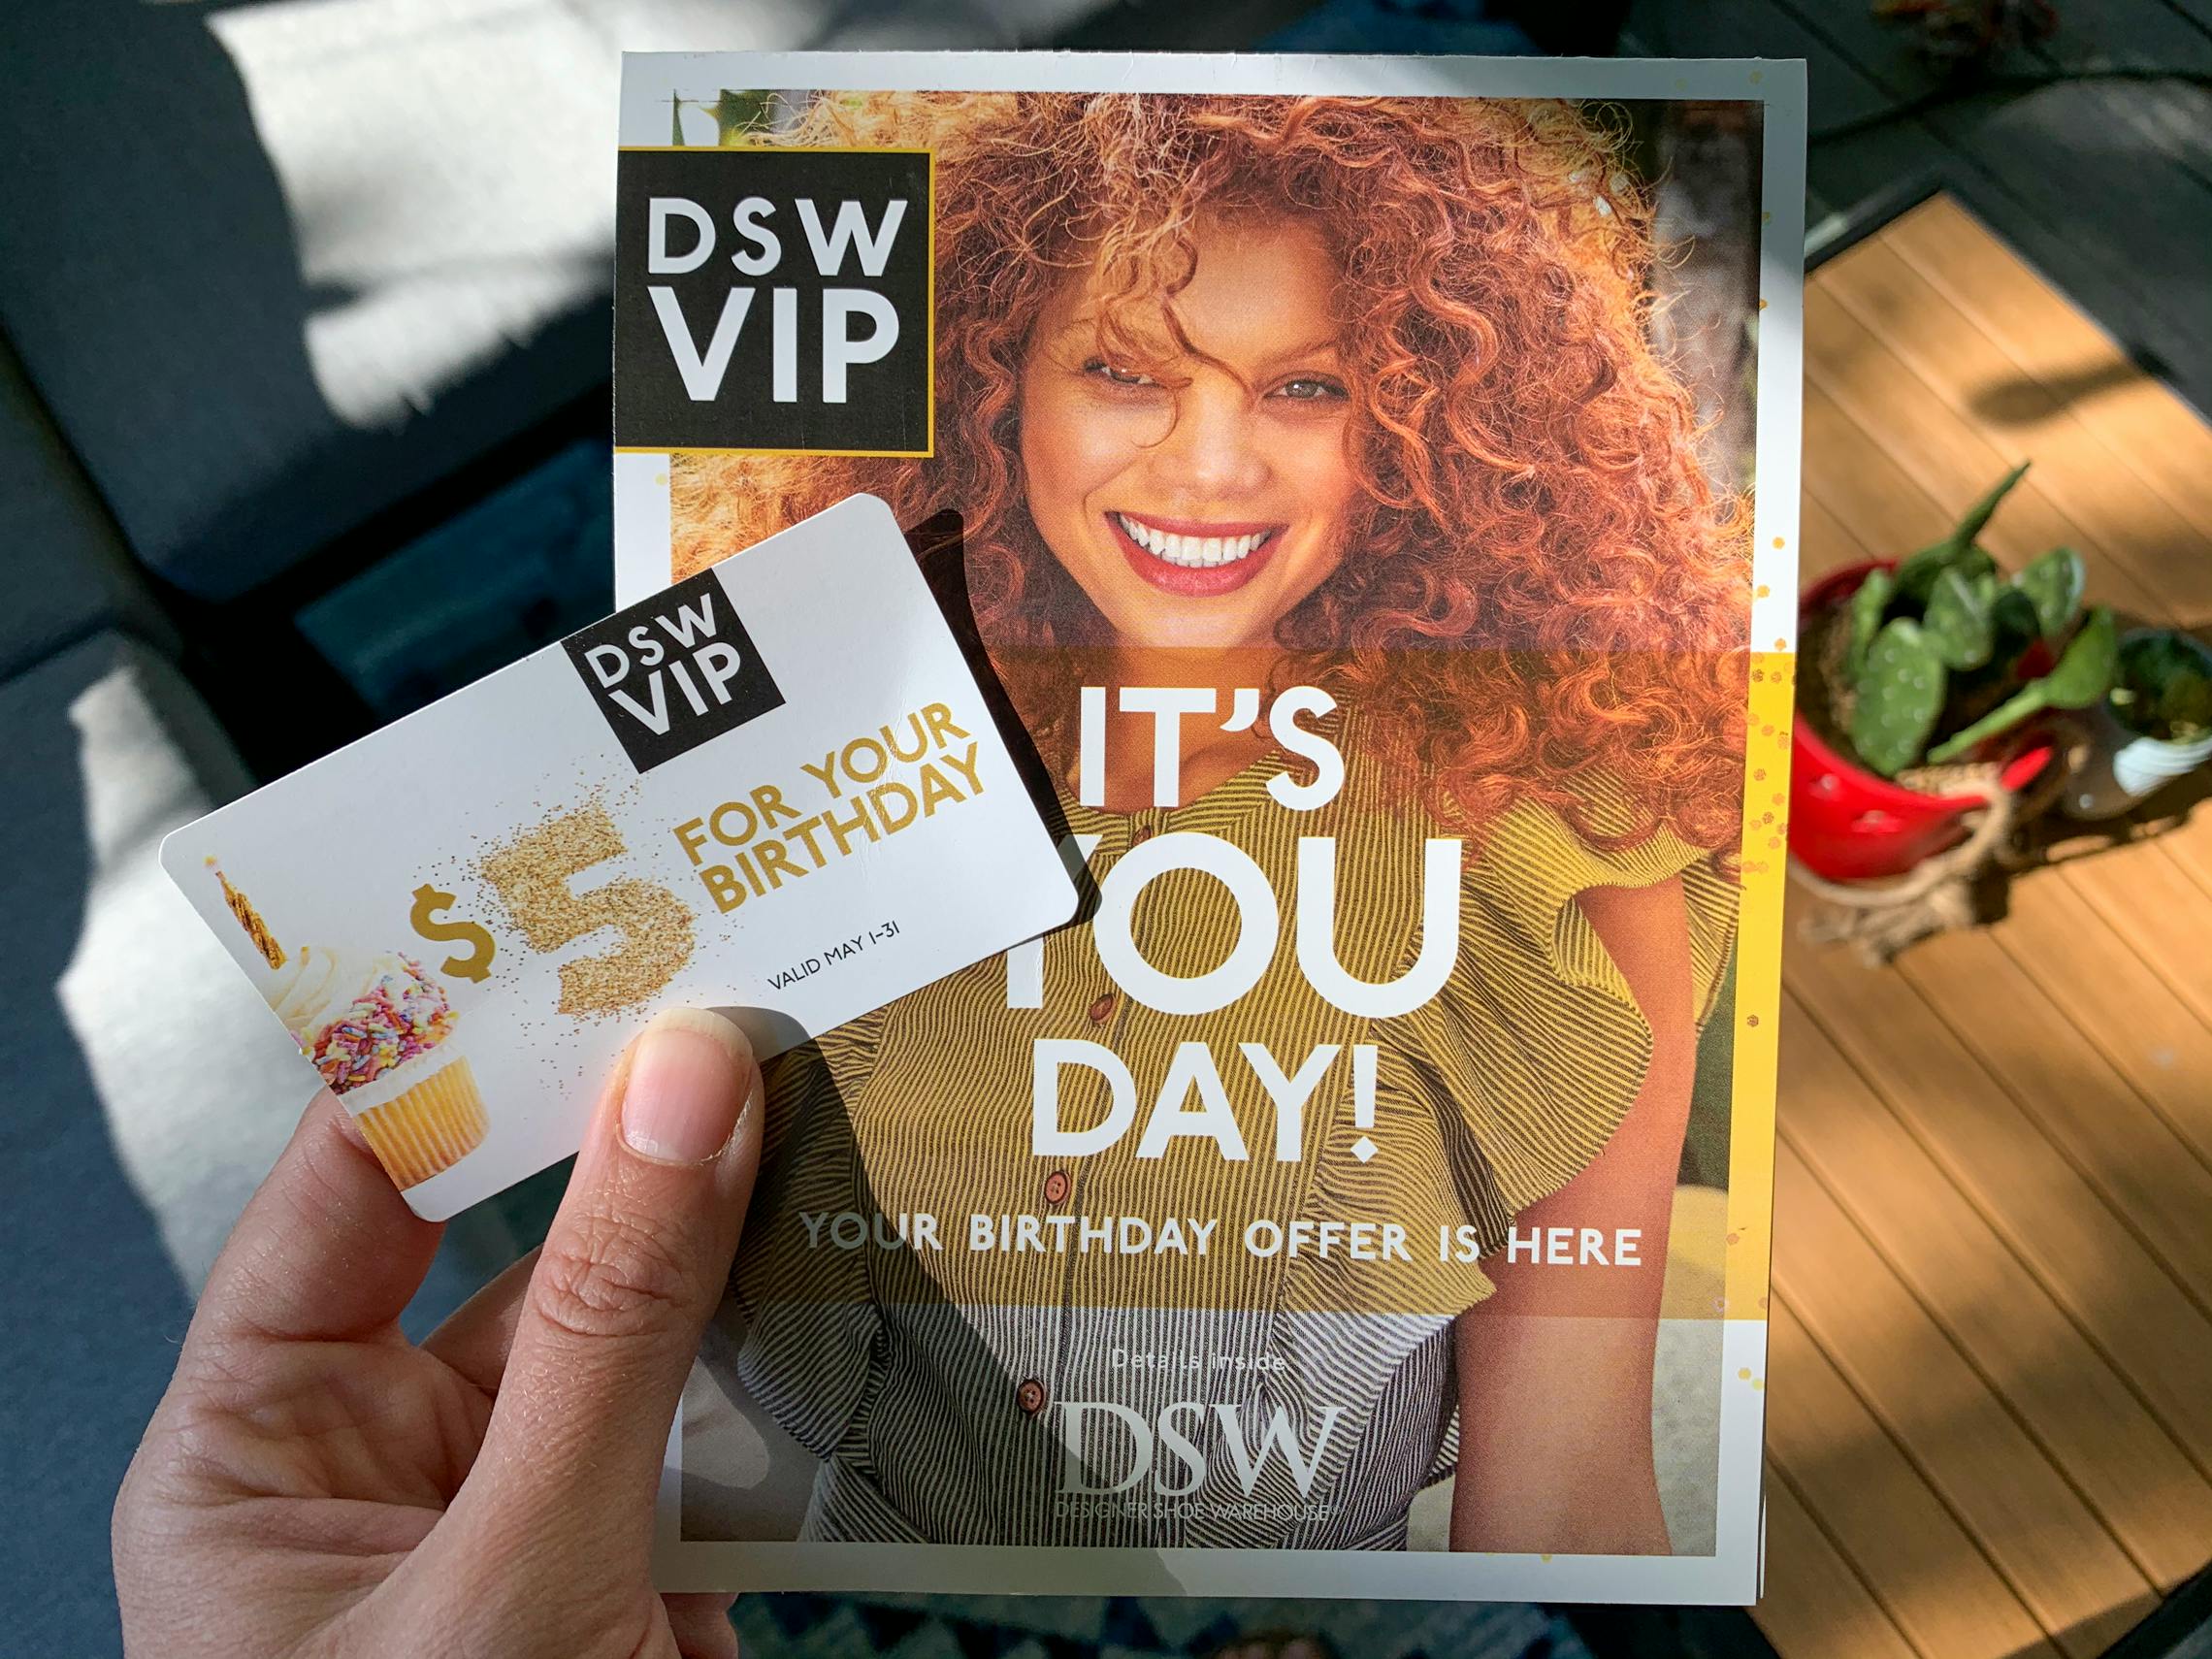 DSW
VIP
DSW
VIP
$5
FOR YOUR
BIRTHDAY
VALID MAY 1-31
IT'S
YOU
DAY!
YOUR BIRTHDAY OFFER IS HERE
Details inside
DSW
DESIGNER SHOE WAREHOUSE